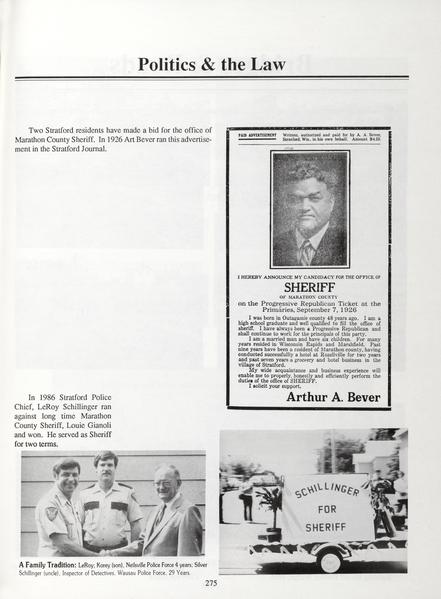 Politics & the Law
Two Stratford residents have made a bid for the office of
Marathon County Sheriff. In 1926 Art Bever ran this advertise-
ment in the Stratford Journal.
PAID ADVERTISEMENT Written, authorized and paid for by A. A. Bever,
Stratford, Wis., in his own behalf. Amount $4.55
I HEREBY ANNOUNCE MY CANDIDACY FOR THE OFFICE OF
SHERIFF
OF MARATHON COUNTY
on the Progressive Republican Ticket at the
Primaries, September 7, 1926
I was born in Outagamie county 48 years ago. I am a
high school graduate and well qualified to fill the office of
sheriff. I have always been a Progressive Republican and
shall continue to work for the principals of this party.
I am a married man and have six children. For many
years resided in Wisconsin Rapids and Marshfield. Past
nine years have been a resident of Marathon county, having
conducted successfully a hotel at Rozellville for two years
and past seven years a grocery and hotel business in the
village of Stratford.
My wide acquaintance and business experience will
enable me to properly, honestly and efficiently perform the
duties of the office of SHERIFF.
I solicit your support.
Arthur A. Bever
In 1986 Stratford Police
Chief, LeRoy Schillinger ran
against long time Marathon
County Sheriff, Louie Gianoli
and won. He served as Sheriff
for two terms.
SCHILLINGER
FOR
SHERIFF
A Family Tradition: LeRoy; Korey (son), Neillsville Police Force 4 years; Silver
Schillinger (uncle), Inspector of Detectives, Wausau Police Force, 29 Years.
275